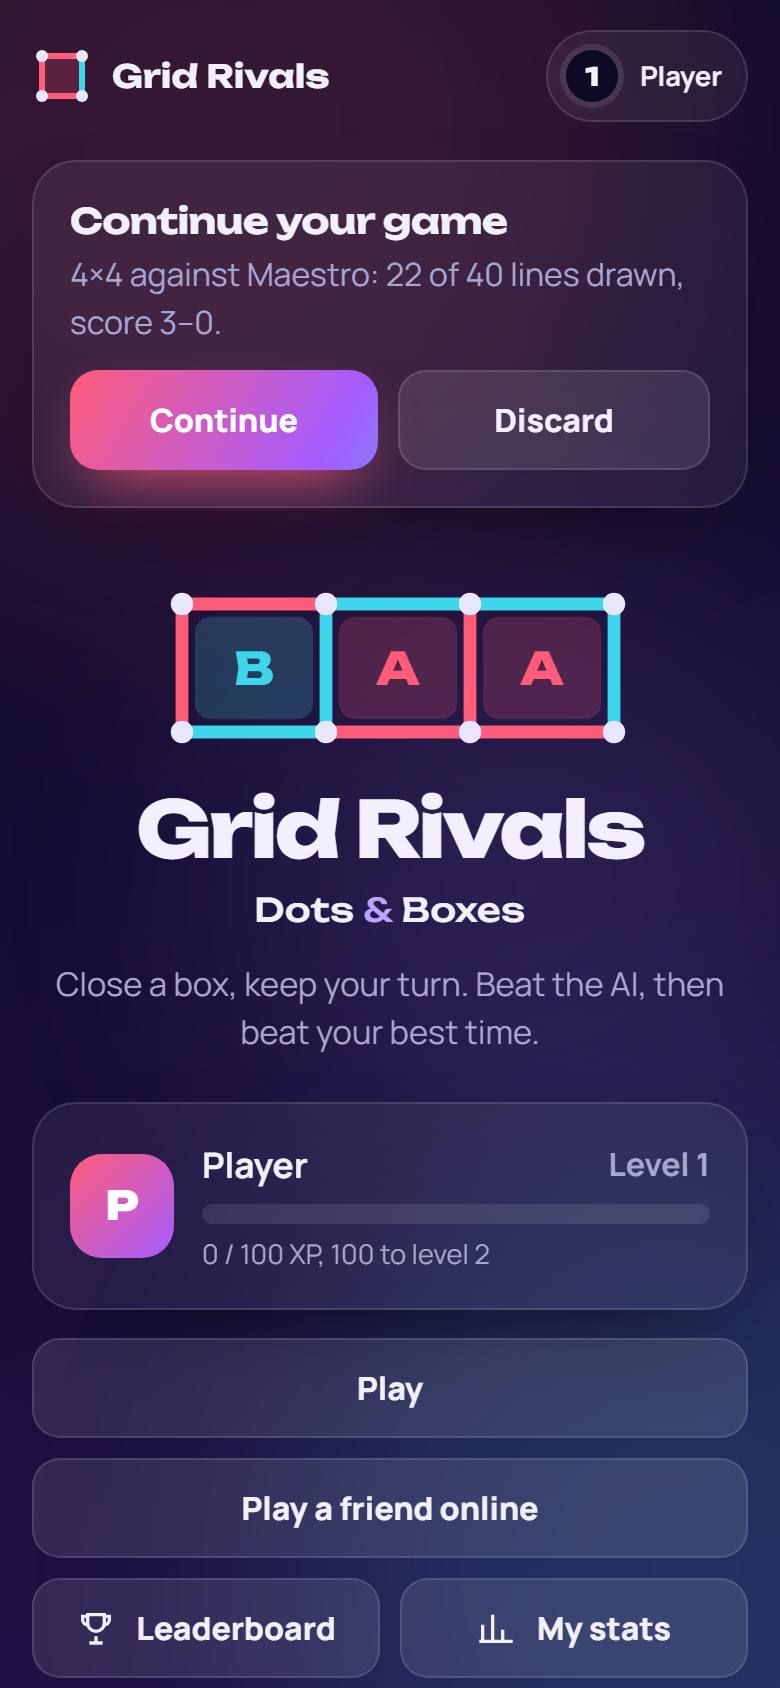 Grid Rivals
1 Player
Continue your game
4×4 against Maestro: 22 of 40 lines drawn,
score 3–0.
Continue Discard
B A A
Grid Rivals
Dots & Boxes
Close a box, keep your turn. Beat the AI, then
beat your best time.
P
Player Level 1
0 / 100 XP, 100 to level 2
Play
Play a friend online
Leaderboard My stats